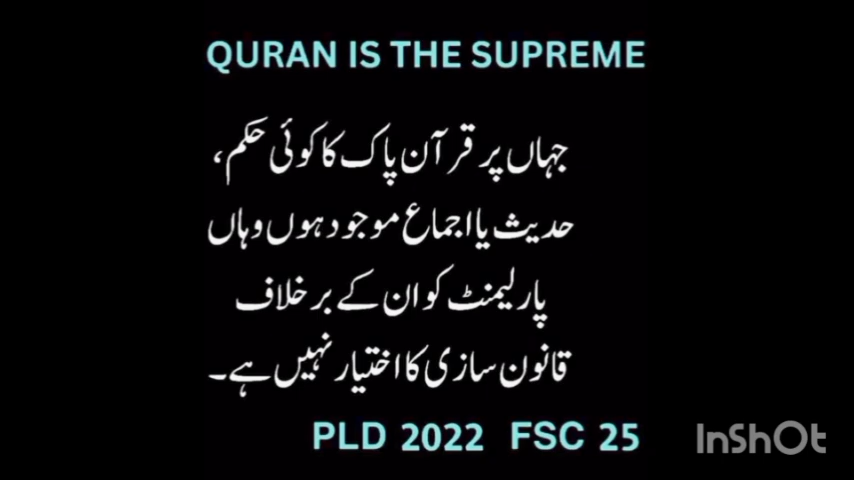 QURAN IS THE SUPREME
جہاں پر قرآن پاک کا کوئی حکم،
حدیث یا اجماع موجود ہوں وہاں
پارلیمنٹ کو ان کے برخلاف
قانون سازی کا اختیار نہیں ہے۔
PLD 2022 FSC 25
InShOt